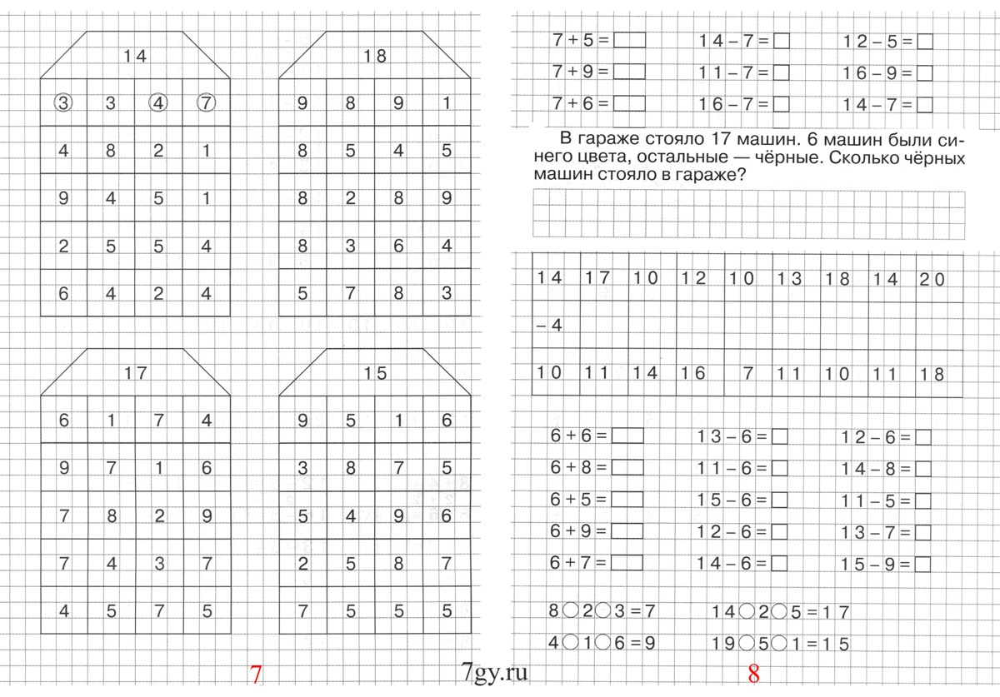 14
3 3 4 7
4 8 2 1
9 4 5 1
2 5 5 4
6 4 2 4
18
9 8 9 1
8 5 4 5
8 2 8 9
8 3 6 4
5 7 8 3
17
6 1 7 4
9 7 1 6
7 8 2 9
7 4 3 7
4 5 7 5
15
9 5 1 6
3 8 7 5
5 4 9 6
2 5 8 7
7 5 5 5
7
7gy.ru
7 + 5 = 14 – 7 = 12 – 5 =
7 + 9 = 11 – 7 = 16 – 9 =
7 + 6 = 16 – 7 = 14 – 7 =
В гараже стояло 17 машин. 6 машин были си-
него цвета, остальные — чёрные. Сколько чёрных
машин стояло в гараже?
14 17 10 12 10 13 18 14 20
– 4
10 11 14 16 7 11 10 11 18
6 + 6 = 13 – 6 = 12 – 6 =
6 + 8 = 11 – 6 = 14 – 8 =
6 + 5 = 15 – 6 = 11 – 5 =
6 + 9 = 12 – 6 = 13 – 7 =
6 + 7 = 14 – 6 = 15 – 9 =
8 ○ 2 ○ 3 = 7 14 ○ 2 ○ 5 = 17
4 ○ 1 ○ 6 = 9 19 ○ 5 ○ 1 = 15
8